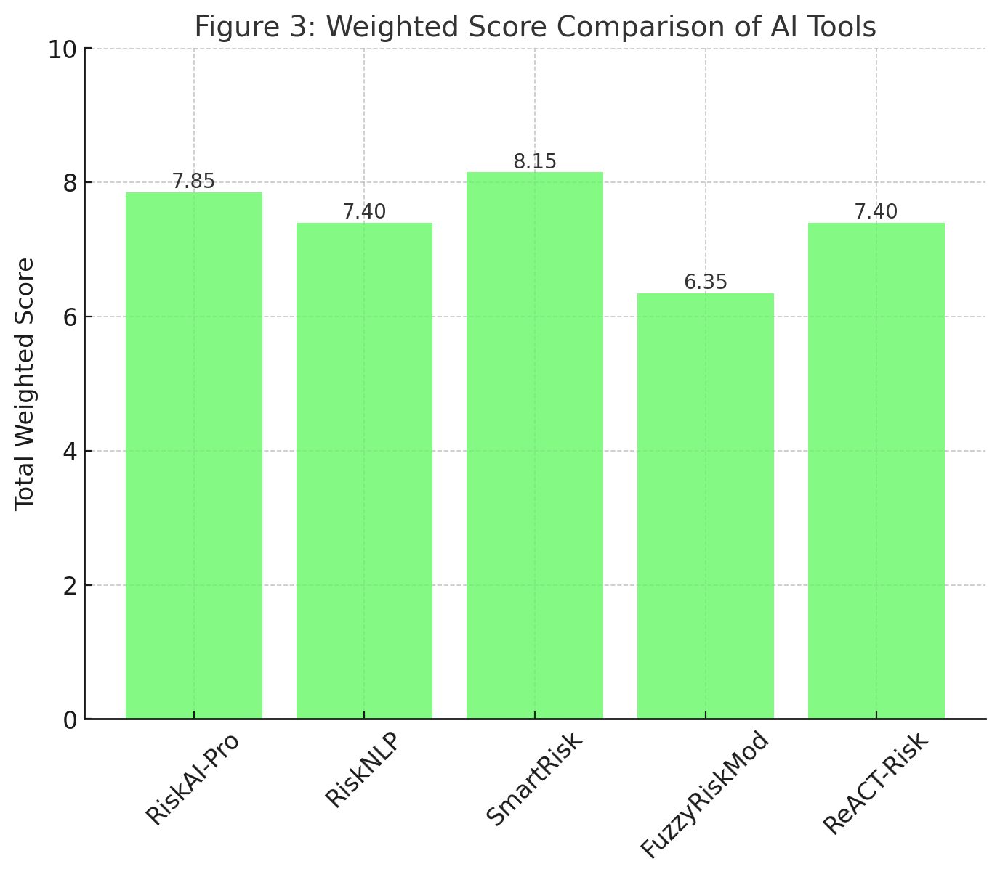 Figure 3: Weighted Score Comparison of AI Tools
Total Weighted Score
10
8
6
4
2
0
7.85
7.40
8.15
6.35
7.40
RiskAI-Pro
RiskNLP
SmartRisk
FuzzyRiskMod
ReACT-Risk